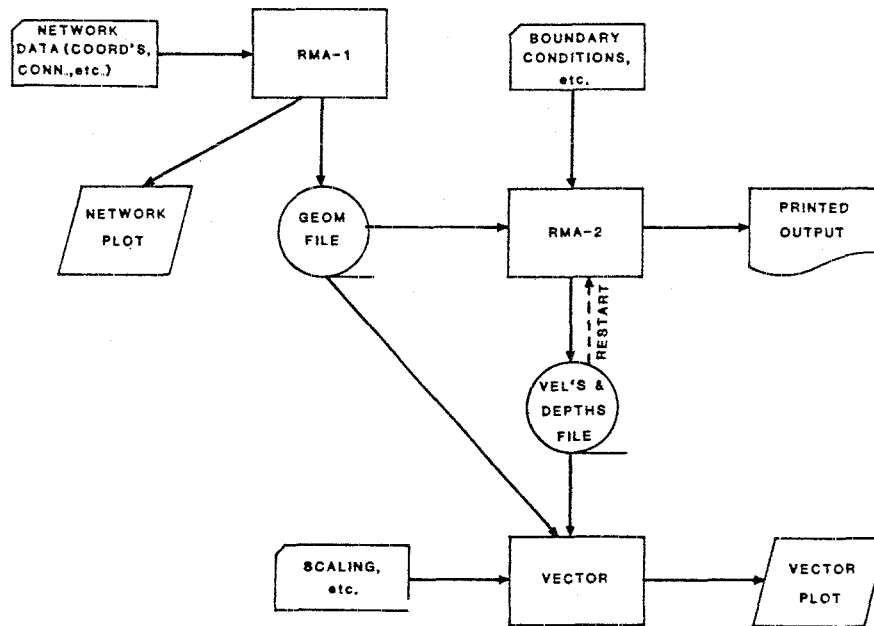 NETWORK
DATA (COORD'S,
CONN..,etc..)
RMA-1
BOUNDARY
CONDITIONS,
etc.
NETWORK
PLOT
GEOM
FILE
RMA-2
PRINTED
OUTPUT
RESTART
VEL'S &
DEPTHS
FILE
SCALING,
etc.
VECTOR
VECTOR
PLOT